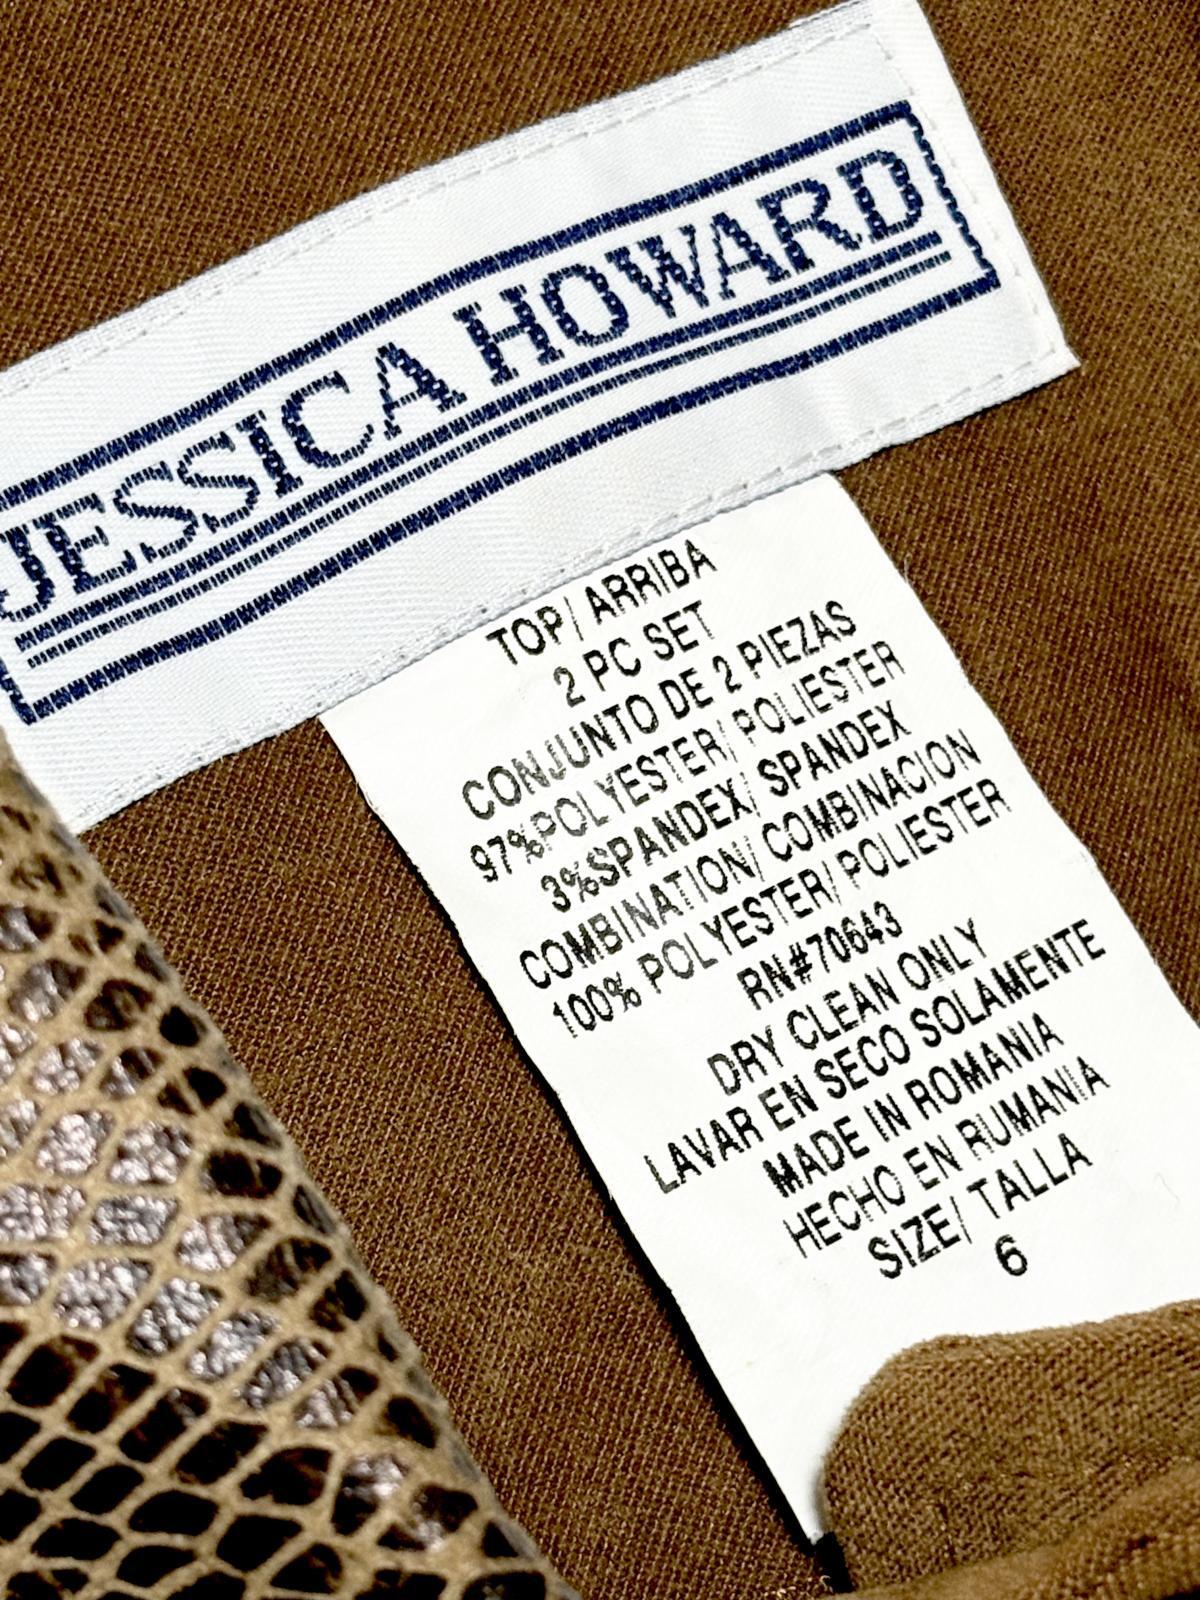 JESSICA HOWARD
TOP/ ARRIBA
2 PC SET
CONJUNTO DE 2 PIEZAS
97%POLYESTER/ POLIESTER
3%SPANDEX/ SPANDEX
COMBINATION/ COMBINACION
100% POLYESTER/ POLIESTER
RN#70643
DRY CLEAN ONLY
LAVAR EN SECO SOLAMENTE
MADE IN ROMANIA
HECHO EN RUMANIA
SIZE/ TALLA
6